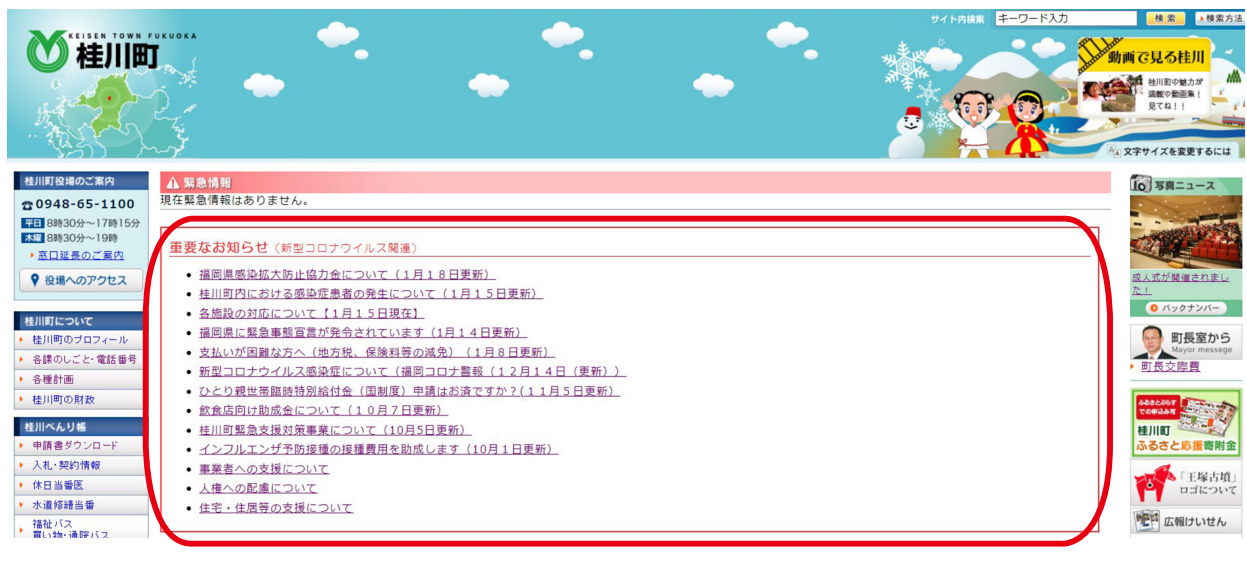 KEISEN TOWN FUKUOKA
桂川町
サイト内検索
キーワード入力
検索
検索方法
動画で見る桂川
桂川町の魅力が
満載の動画集！
見てね！！
文字サイズを変更するには
桂川町役場のご案内
0948-65-1100
平日 8時30分～17時15分
木曜 8時30分～19時
窓口延長のご案内
役場へのアクセス
桂川町について
桂川町のプロフィール
各課のしごと・電話番号
各種計画
桂川町の財政
桂川べんり帳
申請書ダウンロード
入札・契約情報
休日当番医
水道修繕当番
福祉バス
買い物・通院バス
緊急情報
現在緊急情報はありません。
重要なお知らせ（新型コロナウイルス関連）
福岡県感染拡大防止協力金について（１月１８日更新）
桂川町内における感染症患者の発生について（１月１５日更新）
各施設の対応について【１月１５日現在】
福岡県に緊急事態宣言が発令されています（1月１４日更新）
支払いが困難な方へ（地方税、保険料等の減免）（１月８日更新）
新型コロナウイルス感染症について（福岡コロナ警報（１２月１４日（更新））
ひとり親世帯臨時特別給付金（国制度）申請はお済ですか？(１１月５日更新）
飲食店向け助成金について（１０月７日更新）
桂川町緊急支援対策事業について（10月5日更新）
インフルエンザ予防接種の接種費用を助成します（10月１日更新）
事業者への支援について
人権への配慮について
住宅・住居等の支援について
写真ニュース
成人式が開催されまし
た！
バックナンバー
町長室から
Mayor messege
町長交際費
ふるさとぷらす
での申込み可
桂川町
ふるさと応援寄附金
「王塚古墳」
ロゴについて
広報けいせん